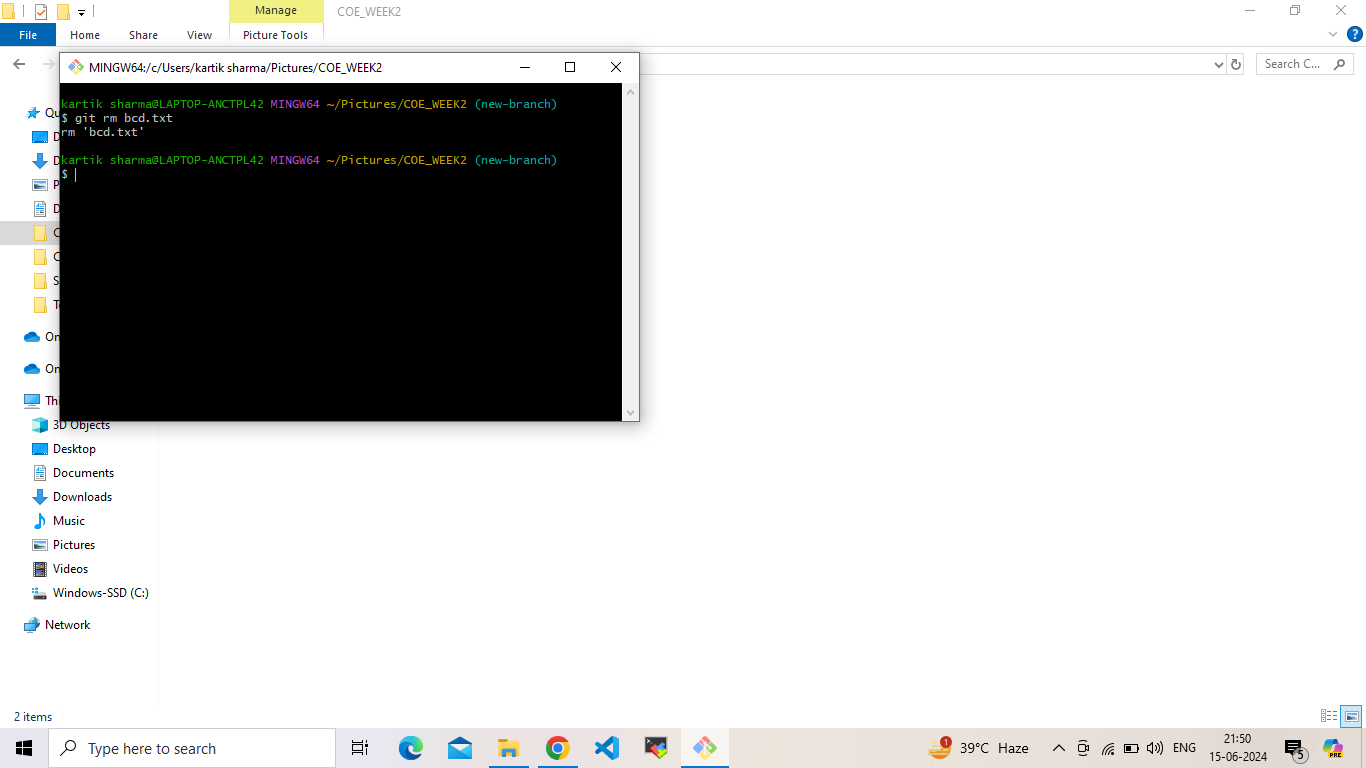 Manage
COE_WEEK2
File
Home
Share
View
Picture Tools
?
MINGW64:/c/Users/kartik sharma/Pictures/COE_WEEK2
Search C...
kartik sharma@LAPTOP-ANCTPL42 MINGW64 ~/Pictures/COE_WEEK2 (new-branch)
$ git rm bcd.txt
rm 'bcd.txt'
kartik sharma@LAPTOP-ANCTPL42 MINGW64 ~/Pictures/COE_WEEK2 (new-branch)
$
3D Objects
Desktop
Documents
Downloads
Music
Pictures
Videos
Windows-SSD (C:)
Network
2 items
Type here to search
1
39°C Haze
ENG
21:50
15-06-2024
5
PRE